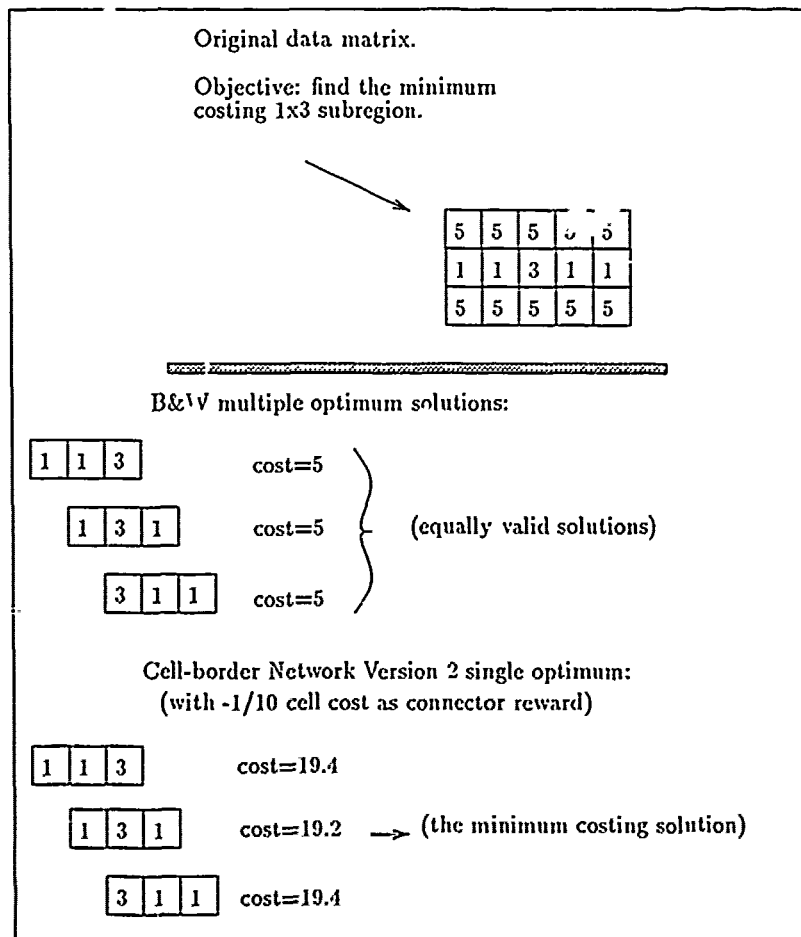 Original data matrix.
Objective: find the minimum
costing 1x3 subregion.
5 5 5 5
1 1 3 1 1
5 5 5 5 5
B&W multiple optimum solutions:
1 1 3 cost=5
1 3 1 cost=5 (equally valid solutions)
3 1 1 cost=5
Cell-border Network Version 2 single optimum:
(with -1/10 cell cost as connector reward)
1 1 3 cost=19.4
1 3 1 cost=19.2 (the minimum costing solution)
3 1 1 cost=19.4